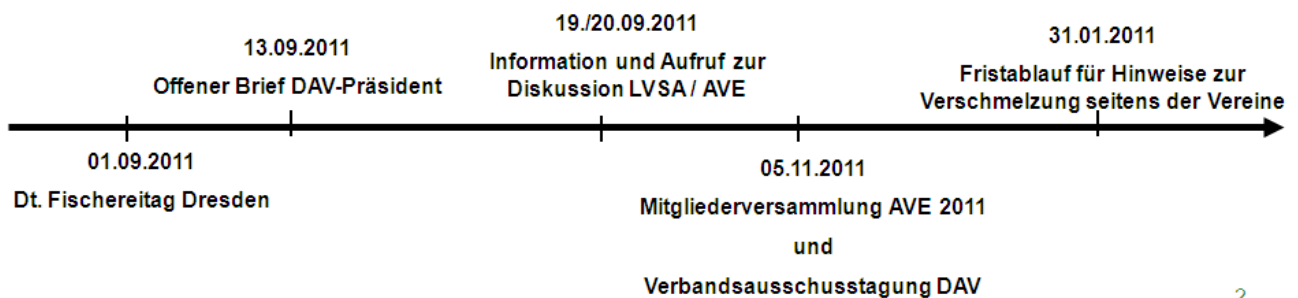 19./20.09.2011
13.09.2011
31.01.2011
Information und Aufruf zur
Offener Brief DAV-Präsident
Diskussion LVSA / AVE
Fristablauf für Hinweise zur
Verschmelzung seitens der Vereine
01.09.2011
05.11.2011
Dt. Fischereitag Dresden
Mitgliederversammlung AVE 2011
und
Verbandsausschusstagung DAV
2